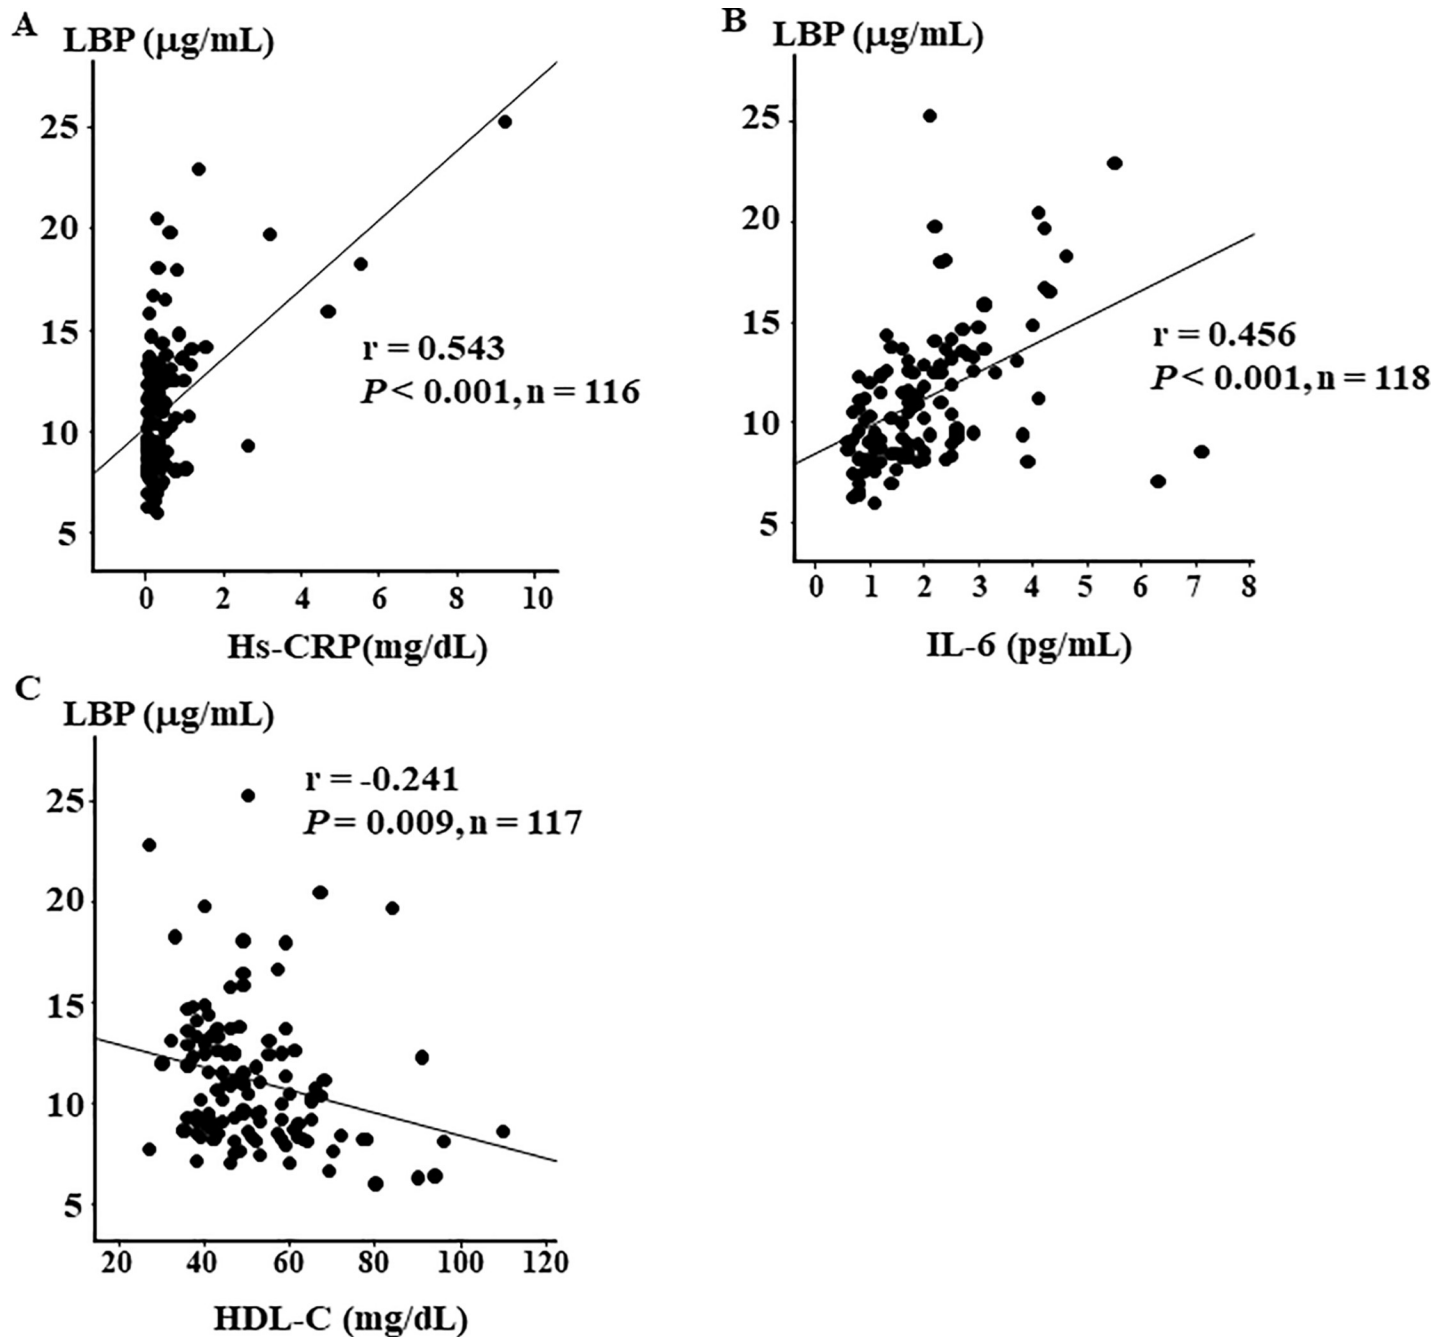 A
LBP (μg/mL)
25
20
15
10
5
r = 0.543
P < 0.001, n = 116
0 2 4 6 8 10
Hs-CRP(mg/dL)
B
LBP (μg/mL)
25
20
15
10
5
r = 0.456
P < 0.001, n = 118
0 1 2 3 4 5 6 7 8
IL-6 (pg/mL)
C
LBP (μg/mL)
r = -0.241
P = 0.009, n = 117
25
20
15
10
5
20 40 60 80 100 120
HDL-C (mg/dL)